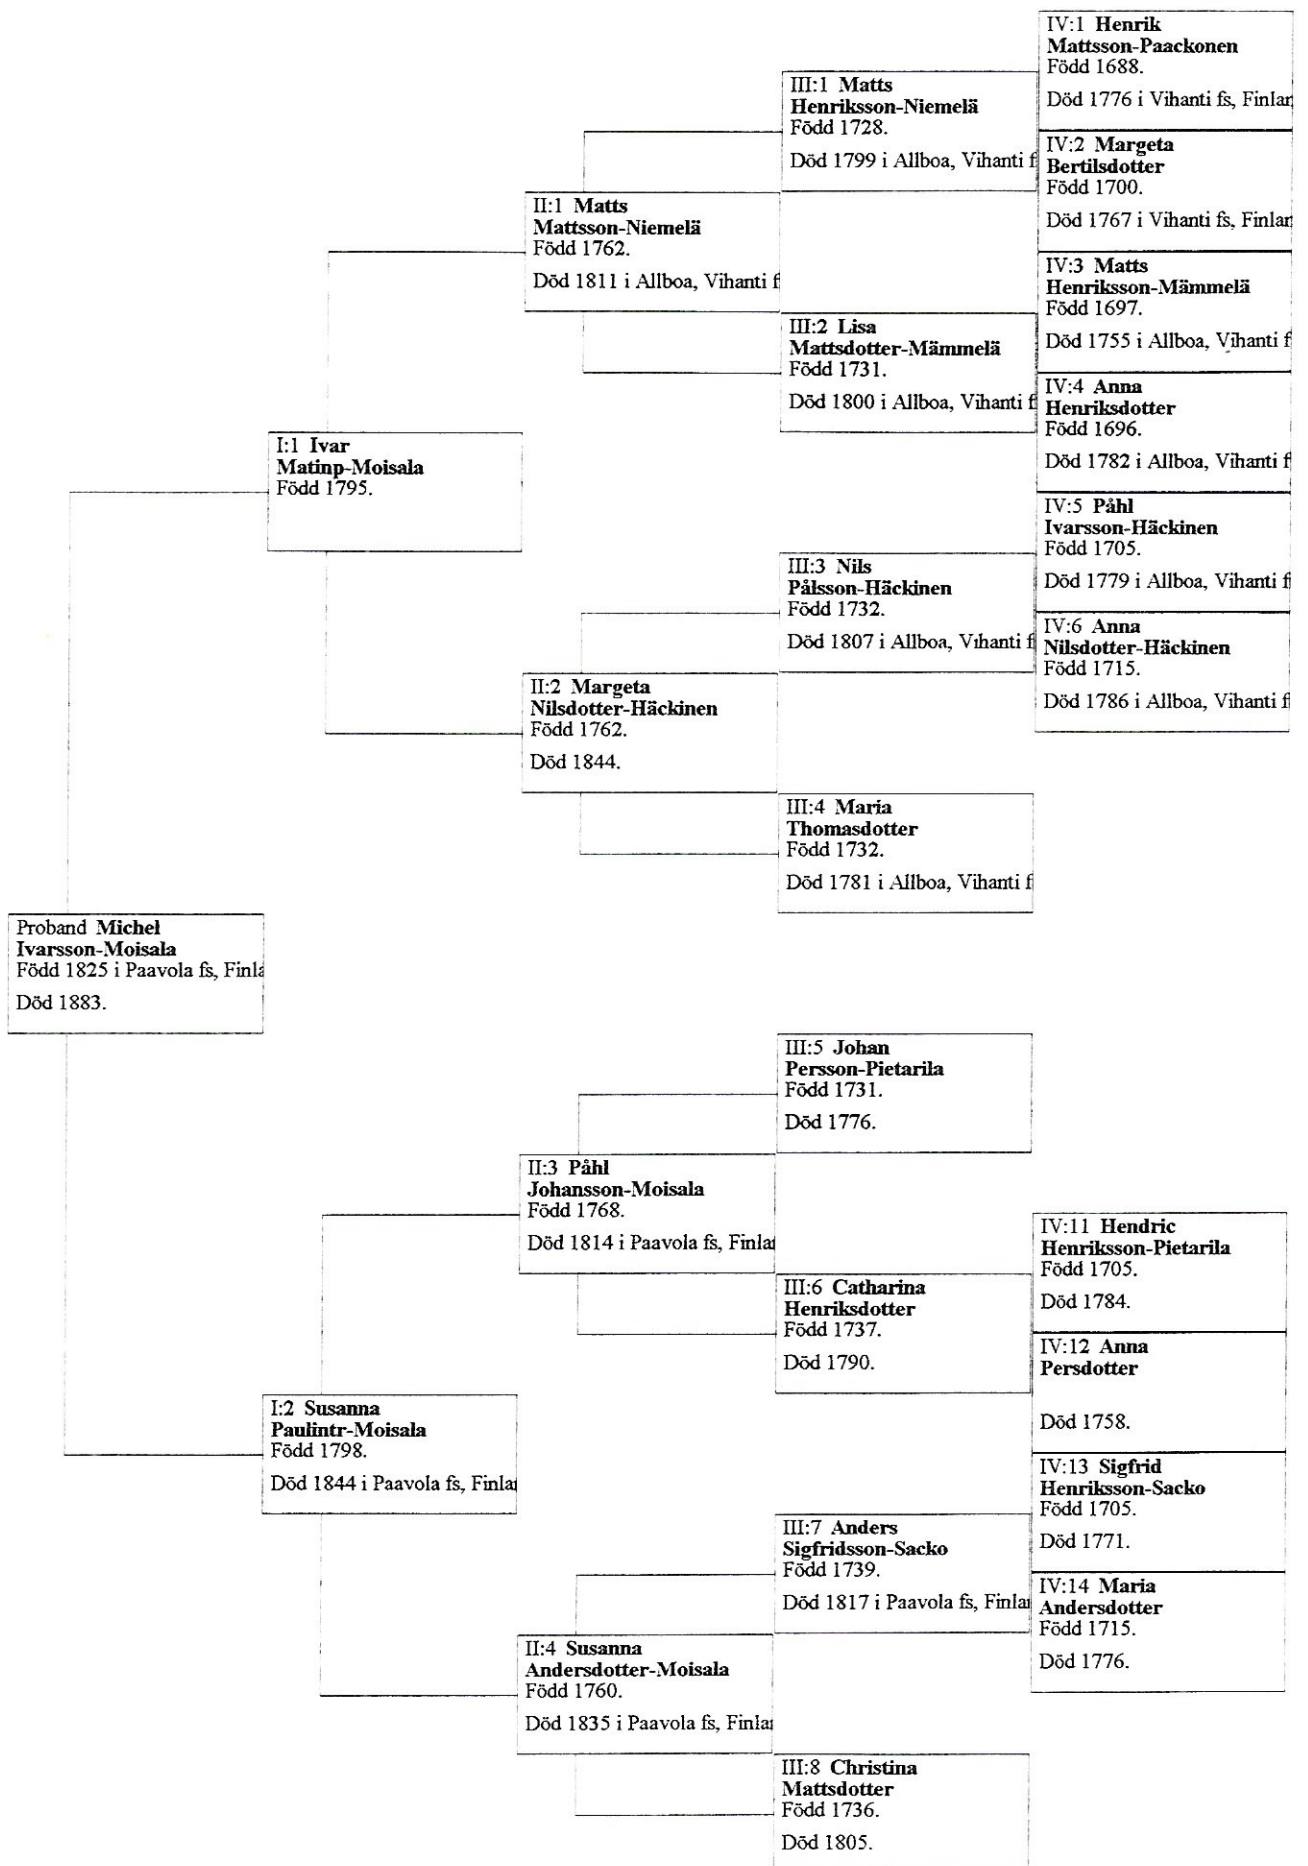 IV:1 Henrik
Mattsson-Paackonen
Född 1688.
Död 1776 i Vihanti fs, Finlan
III:1 Matts
Henriksson-Niemelä
Född 1728.
Död 1799 i Allboa, Vihanti f
IV:2 Margeta
Bertilsdotter
Född 1700.
Död 1767 i Vihanti fs, Finlan
II:1 Matts
Mattsson-Niemelä
Född 1762.
Död 1811 i Allboa, Vihanti f
IV:3 Matts
Henriksson-Mämmelä
Född 1697.
Död 1755 i Allboa, Vihanti f
III:2 Lisa
Mattsdotter-Mämmelä
Född 1731.
Död 1800 i Allboa, Vihanti f
IV:4 Anna
Henriksdotter
Född 1696.
Död 1782 i Allboa, Vihanti f
I:1 Ivar
Matinp-Moisala
Född 1795.
IV:5 Påhl
Ivarsson-Häckinen
Född 1705.
Död 1779 i Allboa, Vihanti f
III:3 Nils
Pålsson-Häckinen
Född 1732.
Död 1807 i Allboa, Vihanti f
IV:6 Anna
Nilsdotter-Häckinen
Född 1715.
Död 1786 i Allboa, Vihanti f
II:2 Margeta
Nilsdotter-Häckinen
Född 1762.
Död 1844.
III:4 Maria
Thomasdotter
Född 1732.
Död 1781 i Allboa, Vihanti f
Proband Michel
Ivarsson-Moisala
Född 1825 i Paavola fs, Finla
Död 1883.
III:5 Johan
Persson-Pietarila
Född 1731.
Död 1776.
II:3 Påhl
Johansson-Moisala
Född 1768.
Död 1814 i Paavola fs, Finlan
IV:11 Hendric
Henriksson-Pietarila
Född 1705.
Död 1784.
III:6 Catharina
Henriksdotter
Född 1737.
Död 1790.
IV:12 Anna
Persdotter
Död 1758.
I:2 Susanna
Paulintr-Moisala
Född 1798.
Död 1844 i Paavola fs, Finlan
IV:13 Sigfrid
Henriksson-Sacko
Född 1705.
Död 1771.
III:7 Anders
Sigfridsson-Sacko
Född 1739.
Död 1817 i Paavola fs, Finlan
IV:14 Maria
Andersdotter
Född 1715.
Död 1776.
II:4 Susanna
Andersdotter-Moisala
Född 1760.
Död 1835 i Paavola fs, Finlan
III:8 Christina
Mattsdotter
Född 1736.
Död 1805.